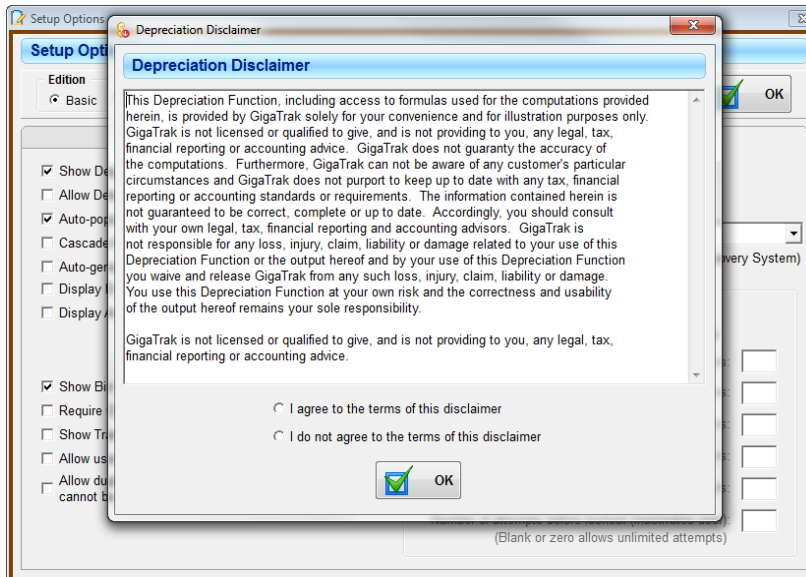 Setup Options
Depreciation Disclaimer
Setup Opti
Depreciation Disclaimer
Edition
Basic
OK
This Depreciation Function, including access to formulas used for the computations provided
herein, is provided by GigaTrak solely for your convenience and for illustration purposes only.
GigaTrak is not licensed or qualified to give, and is not providing to you, any legal, tax,
financial reporting or accounting advice.  GigaTrak does not guaranty the accuracy of
the computations.  Furthermore, GigaTrak can not be aware of any customer's particular
circumstances and GigaTrak does not purport to keep up to date with any tax, financial
reporting or accounting standards or requirements.  The information contained herein is
not guaranteed to be correct, complete or up to date.  Accordingly, you should consult
with your own legal, tax, financial reporting and accounting advisors.  GigaTrak is
not responsible for any loss, injury, claim, liability or damage related to your use of this
Depreciation Function or the output hereof and by your use of this Depreciation Function
you waive and release GigaTrak from any such loss, injury, claim, liability or damage.
You use this Depreciation Function at your own risk and the correctness and usability
of the output hereof remains your sole responsibility.
GigaTrak is not licensed or qualified to give, and is not providing to you, any legal, tax,
financial reporting or accounting advice.
I agree to the terms of this disclaimer
I do not agree to the terms of this disclaimer
OK
Show De
Allow De
Auto-pop
Cascade
Auto-gen
Display
Display
Show Bi
Require
Show Tra
Allow us
Allow du
cannot b
overy System)
(Blank or zero allows unlimited attempts)